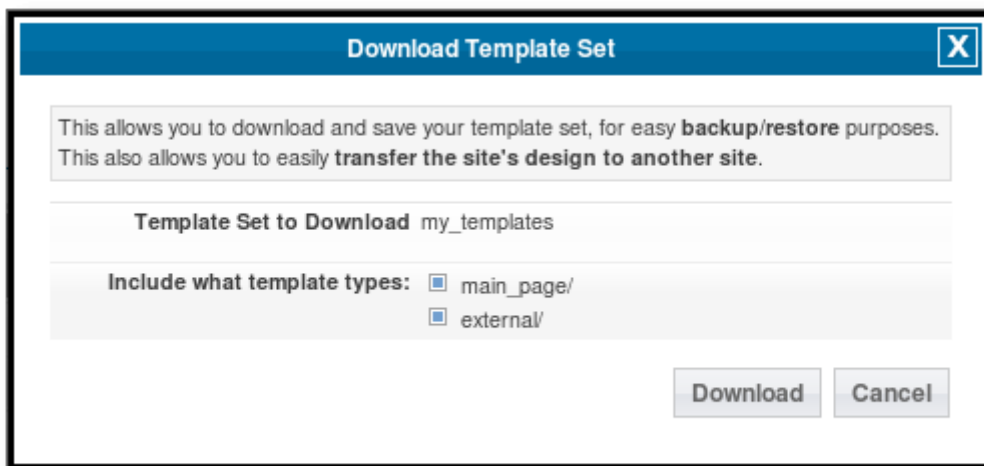 Download Template Set X
This allows you to download and save your template set, for easy backup/restore purposes.
This also allows you to easily transfer the site's design to another site.
Template Set to Download my_templates
Include what template types: main_page/
external/
Download Cancel